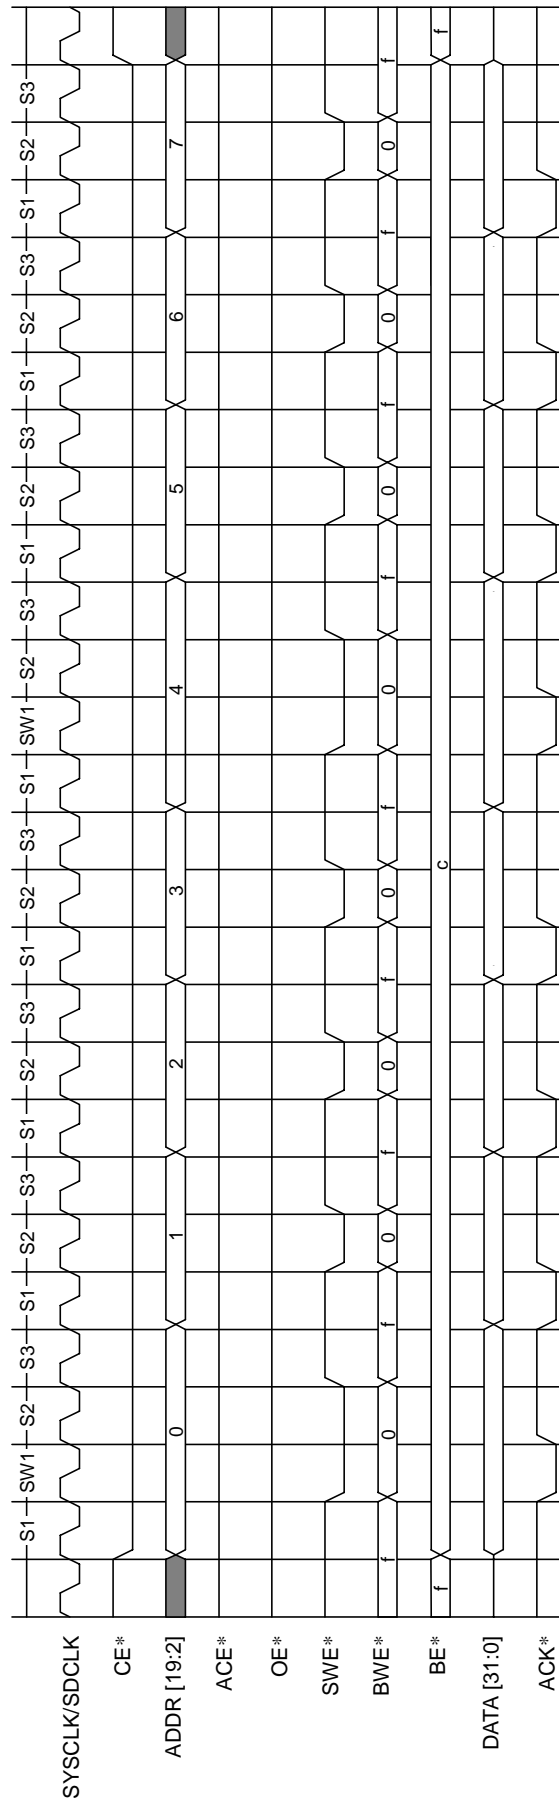 S1 SW1 S2 S3 S1 S2 S3 S1 S2 S3 S1 S2 S3 S1 SW1 S2 S3 S1 S2 S3 S1 S2 S3 S1 S2 S3
SYSCLK/SDCLK
CE*
ADDR [19:2] 0 1 2 3 4 5 6 7
ACE*
OE*
SWE*
BWE* f 0 f 0 f 0 f 0 f 0 f 0 f 0 f 0 f
BE* f c f
DATA [31:0]
ACK*